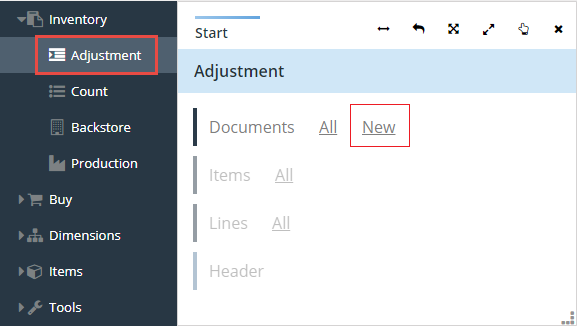 Inventory
Adjustment
Count
Backstore
Production
Buy
Dimensions
Items
Tools
Start
Adjustment
Documents All New
Items All
Lines All
Header